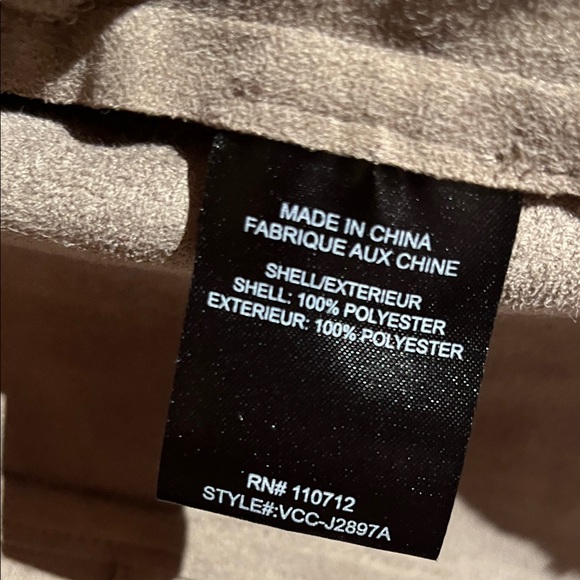 MADE IN CHINA
FABRIQUE AUX CHINE
SHELL/EXTERIEUR
SHELL: 100% POLYESTER
EXTERIEUR: 100% POLYESTER
RN# 110712
STYLE#:VCC-J2897A